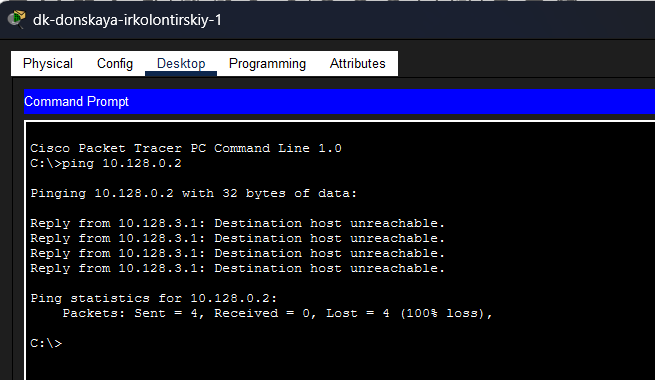 dk-donskaya-irkolontirskiy-1
Physical Config Desktop Programming Attributes
Command Prompt
Cisco Packet Tracer PC Command Line 1.0
C:\>ping 10.128.0.2
Pinging 10.128.0.2 with 32 bytes of data:
Reply from 10.128.3.1: Destination host unreachable.
Reply from 10.128.3.1: Destination host unreachable.
Reply from 10.128.3.1: Destination host unreachable.
Reply from 10.128.3.1: Destination host unreachable.
Ping statistics for 10.128.0.2:
    Packets: Sent = 4, Received = 0, Lost = 4 (100% loss),
C:\>